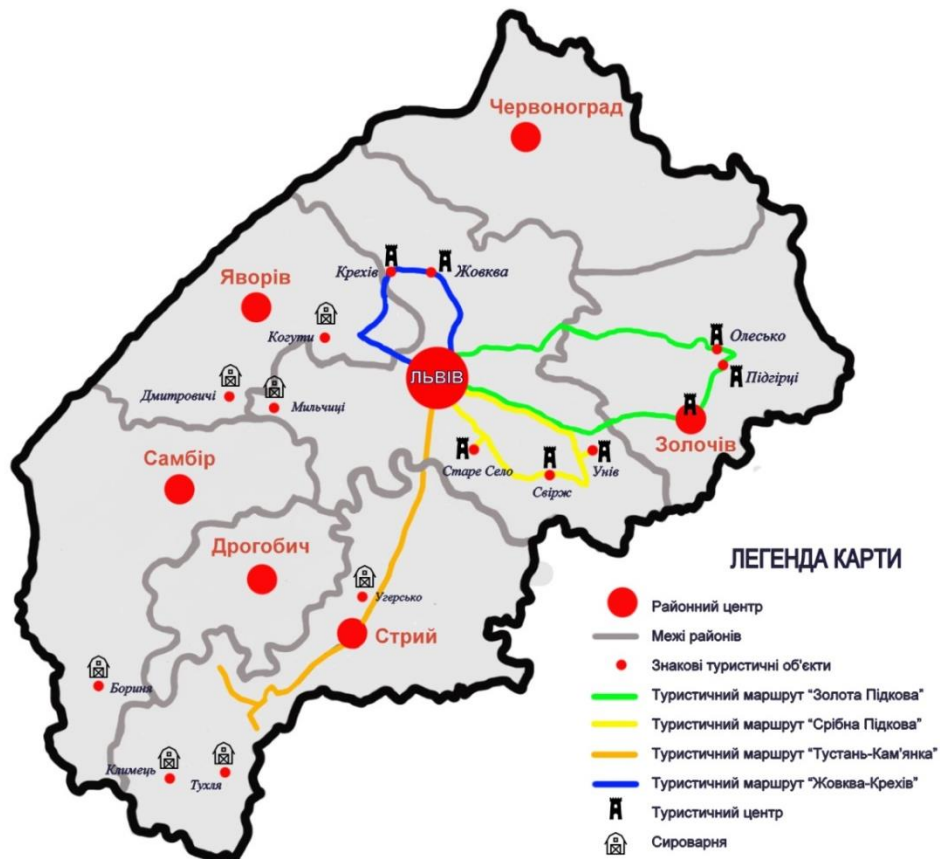 Червоноград
Крехів
Жовква
Яворів
Когути
Олесько
Підгірці
ЛЬВІВ
Дмитровичі
Мильчиці
Золочів
Старе Село
Унів
Свірж
Самбір
Дрогобич
Угерсько
Стрий
Бориня
Климець
Тухля
ЛЕГЕНДА КАРТИ
Районний центр
Межі районів
Знакові туристичні об'єкти
Туристичний маршрут "Золота Підкова"
Туристичний маршрут "Срібна Підкова"
Туристичний маршрут "Тустань-Кам'янка"
Туристичний маршрут "Жовква-Крехів"
Туристичний центр
Сироварня